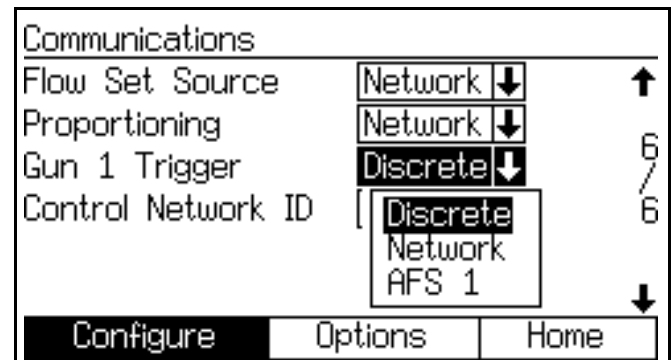 Communications
Flow Set Source Network
Proportioning Network
Gun 1 Trigger Discrete
Control Network ID [
Discrete
Network
AFS 1
6/6
Configure Options Home